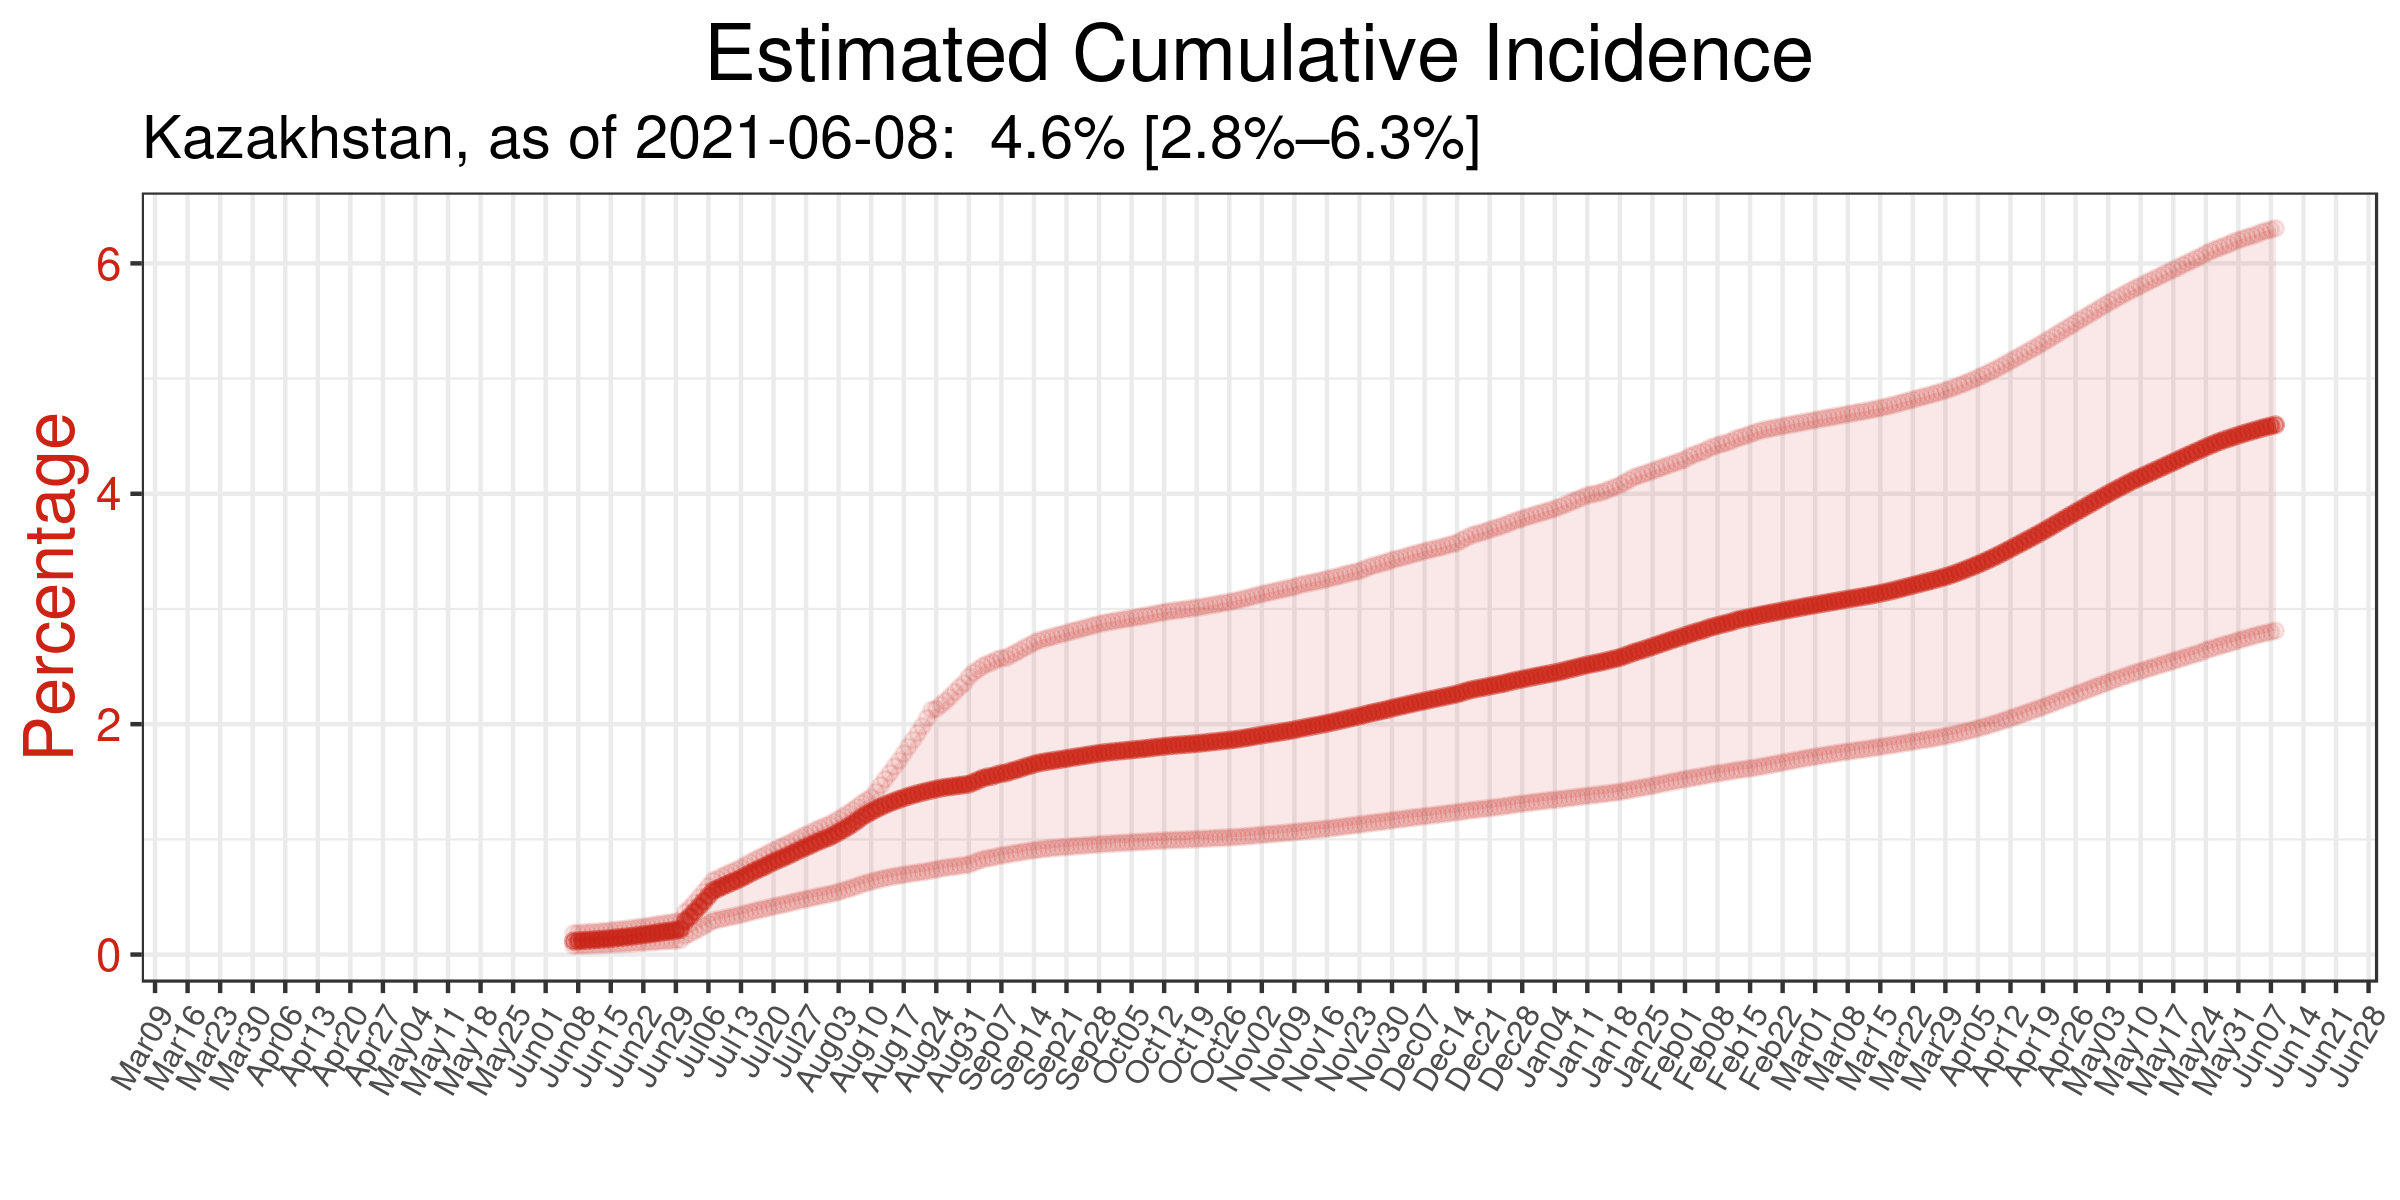 Estimated Cumulative Incidence
Kazakhstan, as of 2021-06-08:  4.6% [2.8%–6.3%]
Percentage
6
4
2
0
Mar09
Mar16
Mar23
Mar30
Apr06
Apr13
Apr20
Apr27
May04
May11
May18
May25
Jun01
Jun08
Jun15
Jun22
Jun29
Jul06
Jul13
Jul20
Jul27
Aug03
Aug10
Aug17
Aug24
Aug31
Sep07
Sep14
Sep21
Sep28
Oct05
Oct12
Oct19
Oct26
Nov02
Nov09
Nov16
Nov23
Nov30
Dec07
Dec14
Dec21
Dec28
Jan04
Jan11
Jan18
Jan25
Feb01
Feb08
Feb15
Feb22
Mar01
Mar08
Mar15
Mar22
Mar29
Apr05
Apr12
Apr19
Apr26
May03
May10
May17
May24
May31
Jun07
Jun14
Jun21
Jun28